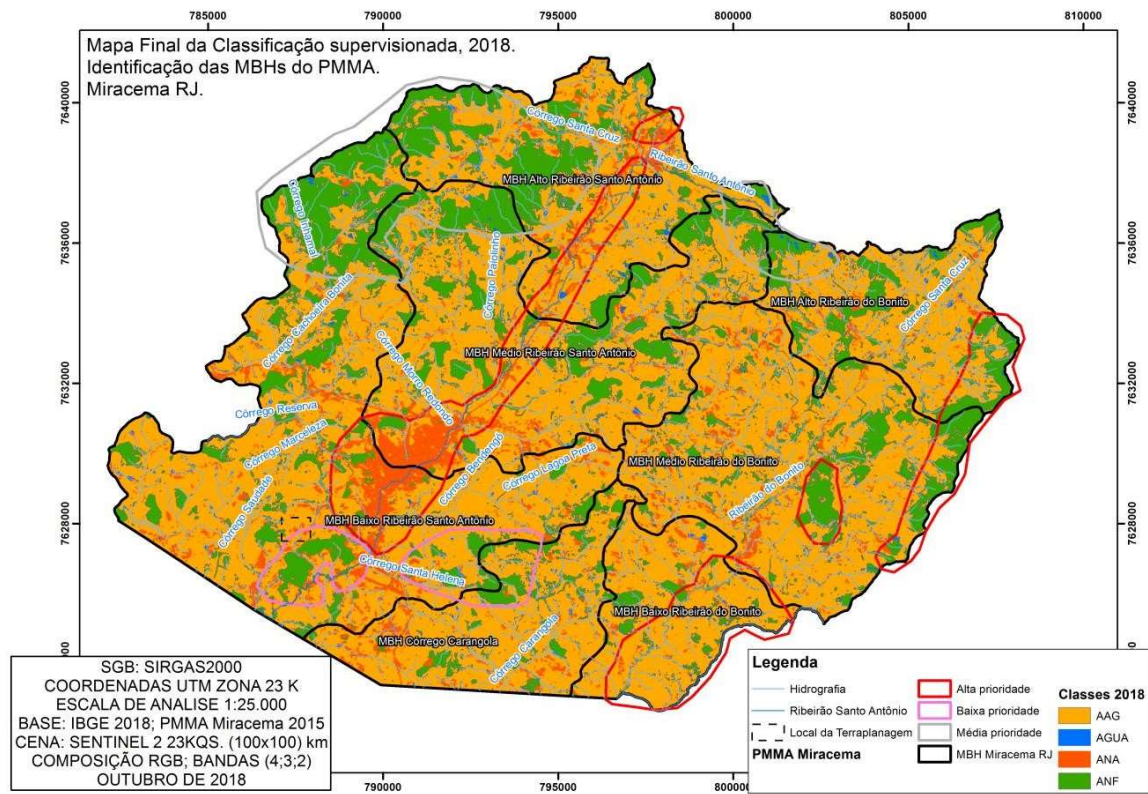 785000 790000 795000 800000 805000 810000
Mapa Final da Classificação supervisionada, 2018.
Identificação das MBHs do PMMA.
Miracema RJ.
7640000
7636000
7632000
7628000
7640000
7636000
7632000
7628000
Córrego Santa Cruz
Ribeirão Santo Antônio
MBH Alto Ribeirão Santo Antônio
Córrego Paiolinho
Córrego Cachoeira Bonita
MBH Alto Ribeirão do Bonito
Córrego Santa Cruz
MBH Médio Ribeirão Santo Antônio
Córrego Morro Redondo
Córrego Reserva
Córrego Marceleza
Córrego Bendengó
Córrego Lagoa Preta
MBH Médio Ribeirão do Bonito
Ribeirão do Bonito
Córrego Saudade
MBH Baixo Ribeirão Santo Antônio
Córrego Santa Helena
MBH Baixo Ribeirão do Bonito
MBH Córrego Carangola
Córrego Carangola
SGB: SIRGAS2000
COORDENADAS UTM ZONA 23 K
ESCALA DE ANALISE 1:25.000
BASE: IBGE 2018; PMMA Miracema 2015
CENA: SENTINEL 2 23KQS. (100x100) km
COMPOSIÇÃO RGB; BANDAS (4;3;2)
OUTUBRO DE 2018
Legenda
Hidrografia
Ribeirão Santo Antônio
Local da Terraplanagem
PMMA Miracema
Alta prioridade
Baixa prioridade
Média prioridade
MBH Miracema RJ
Classes 2018
AAG
AGUA
ANA
ANF
790000 795000 800000